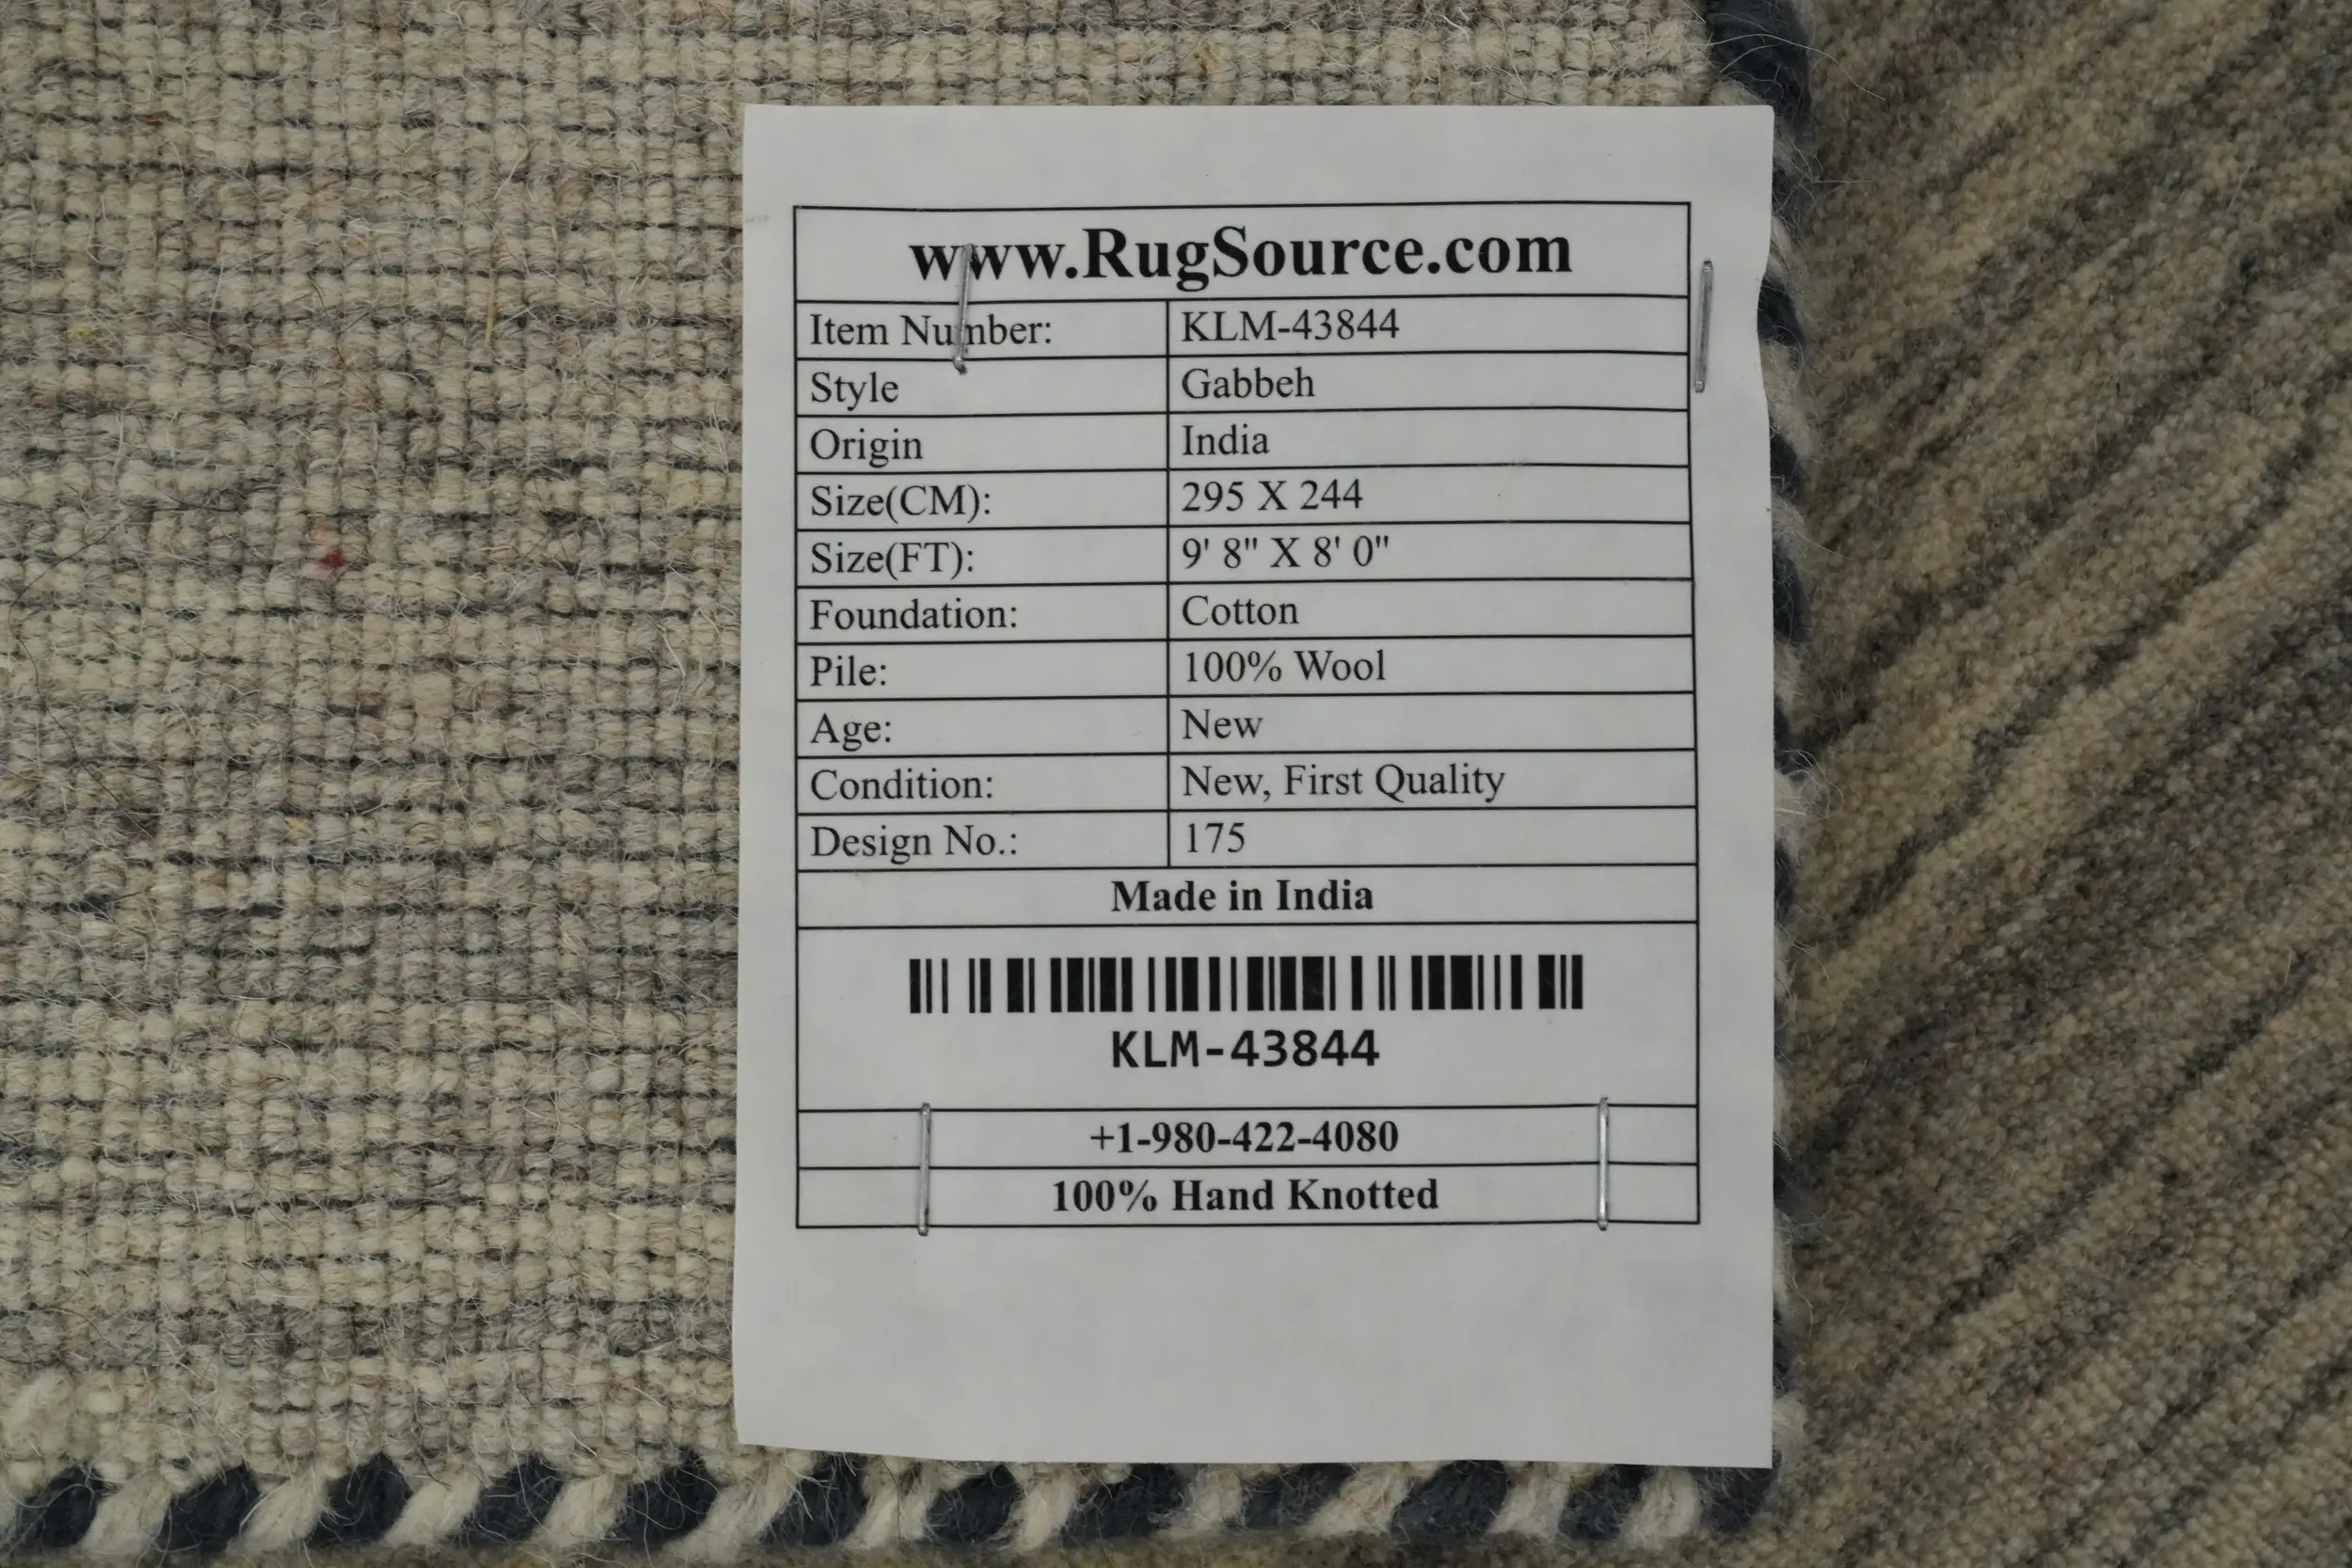 www.RugSource.com
Item Number: KLM-43844
Style Gabbeh
Origin India
Size(CM): 295 X 244
Size(FT): 9' 8" X 8' 0"
Foundation: Cotton
Pile: 100% Wool
Age: New
Condition: New, First Quality
Design No.: 175
Made in India
KLM-43844
+1-980-422-4080
100% Hand Knotted